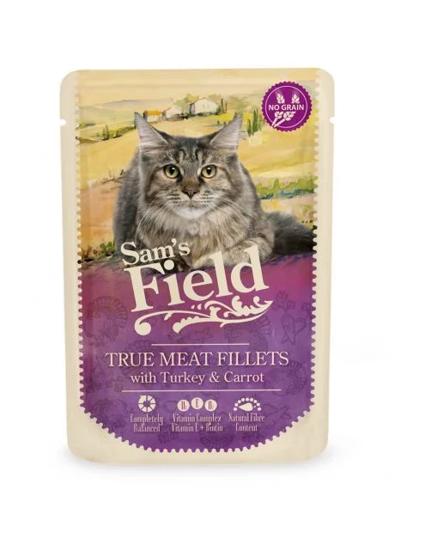 NO GRAIN
Sam's
Field
TRUE MEAT FILLETS
with Turkey & Carrot
H E B
Completely
Balanced
Vitamin Complex
Vitamin E + Biotin
Natural Fibre
Content